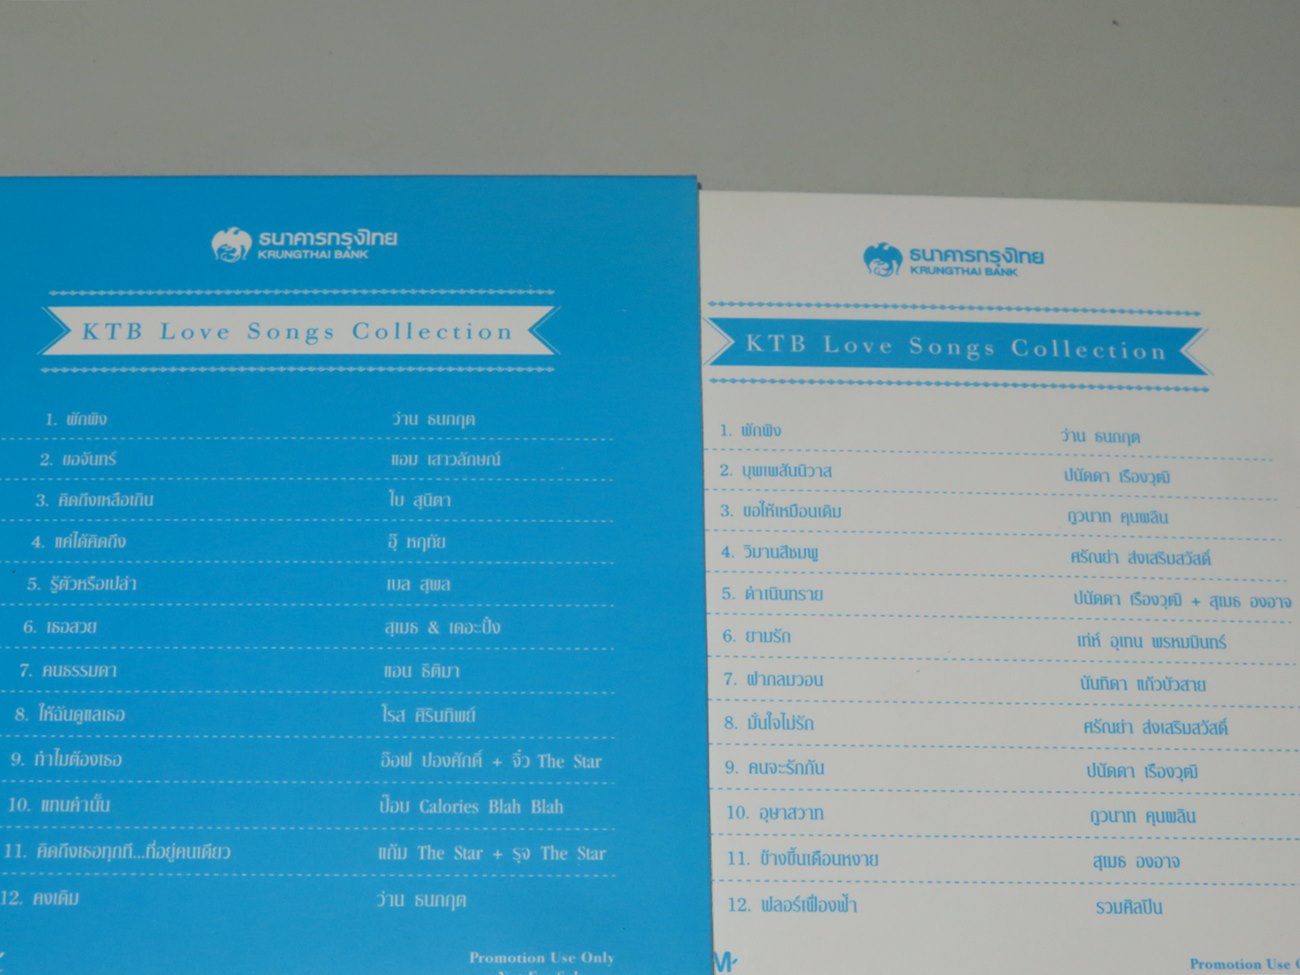 ธนาคารกรุงไทย
KRUNGTHAI BANK
KTB Love Songs Collection
1. พักพิง ว่าน ธนกฤต
2. ขอจันทร์ แอม เสาวลักษณ์
3. คิดถึงเหลือเกิน ใบ สุนิตา
4. แค่ได้คิดถึง อุ๊ หฤทัย
5. รู้ตัวหรือเปล่า เบล สุพล
6. เธอสวย สุเมธ & เดอะปั๋ง
7. คนธรรมดา แอน ธิติมา
8. ให้ฉันดูแลเธอ โรส ศิรินทิพย์
9. ทำไมต้องเธอ อ๊อฟ ปองศักดิ์ + จิ๋ว The Star
10. แทนคำนั้น ป๊อบ Calories Blah Blah
11. คิดถึงเธอทุกที...ที่อยู่คนเดียว แก้ม The Star + รุจ The Star
12. คงเดิม ว่าน ธนกฤต
Promotion Use Only
ธนาคารกรุงไทย
KRUNGTHAI BANK
KTB Love Songs Collection
1. พักพิง ว่าน ธนกฤต
2. บุพเพสันนิวาส ปนัดดา เรืองวุฒิ
3. ขอให้เหมือนเดิม ภูวนาท คุนผลิน
4. วิมานสีชมพู ศรัณย่า ส่งเสริมสวัสดิ์
5. ดำเนินทราย ปนัดดา เรืองวุฒิ + สุเมธ องอาจ
6. ยามรัก เท่ห์ อุเทน พรหมมินทร์
7. ฝากลมวอน นันทิดา แก้วบัวสาย
8. มั่นใจไม่รัก ศรัณย่า ส่งเสริมสวัสดิ์
9. คนจะรักกัน ปนัดดา เรืองวุฒิ
10. อุษาสวาท ภูวนาท คุนผลิน
11. ข้างขึ้นเดือนหงาย สุเมธ องอาจ
12. ฟลอร์เฟื่องฟ้า รวมศิลปิน
Promotion Use